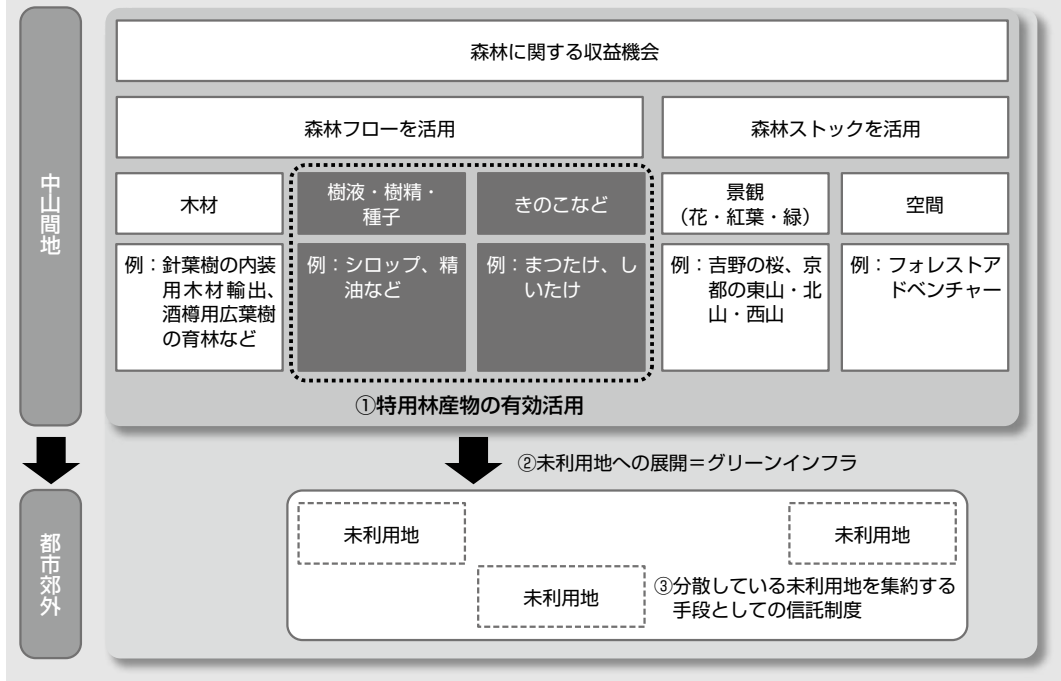 中山間地
森林に関する収益機会
森林フローを活用
森林ストックを活用
木材
樹液・樹精・
種子
きのこなど
景観
（花・紅葉・緑）
空間
例：針葉樹の内装
用木材輸出、
酒樽用広葉樹
の育林など
例：シロップ、精
油など
例：まつたけ、し
いたけ
例：吉野の桜、京
都の東山・北
山・西山
例：フォレストア
ドベンチャー
①特用林産物の有効活用
②未利用地への展開＝グリーンインフラ
都市郊外
未利用地
未利用地
未利用地
③分散している未利用地を集約する
手段としての信託制度